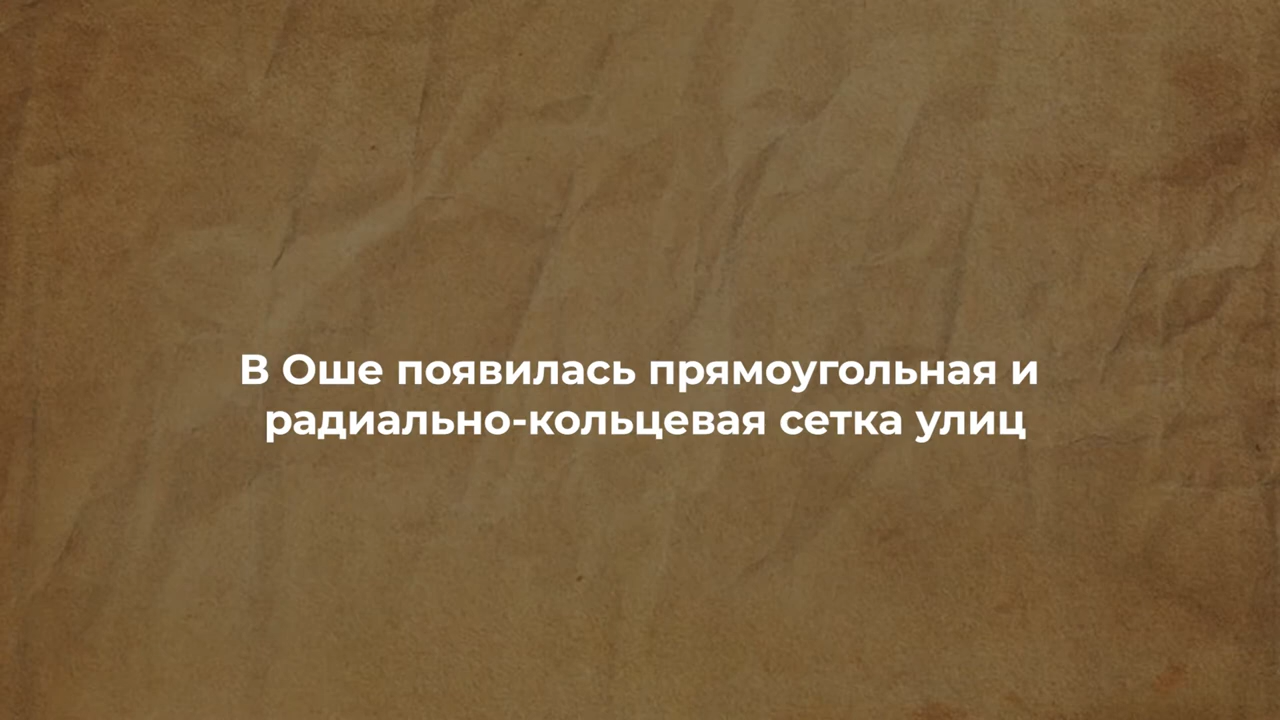 В Оше появилась прямоугольная и
радиально-кольцевая сетка улиц